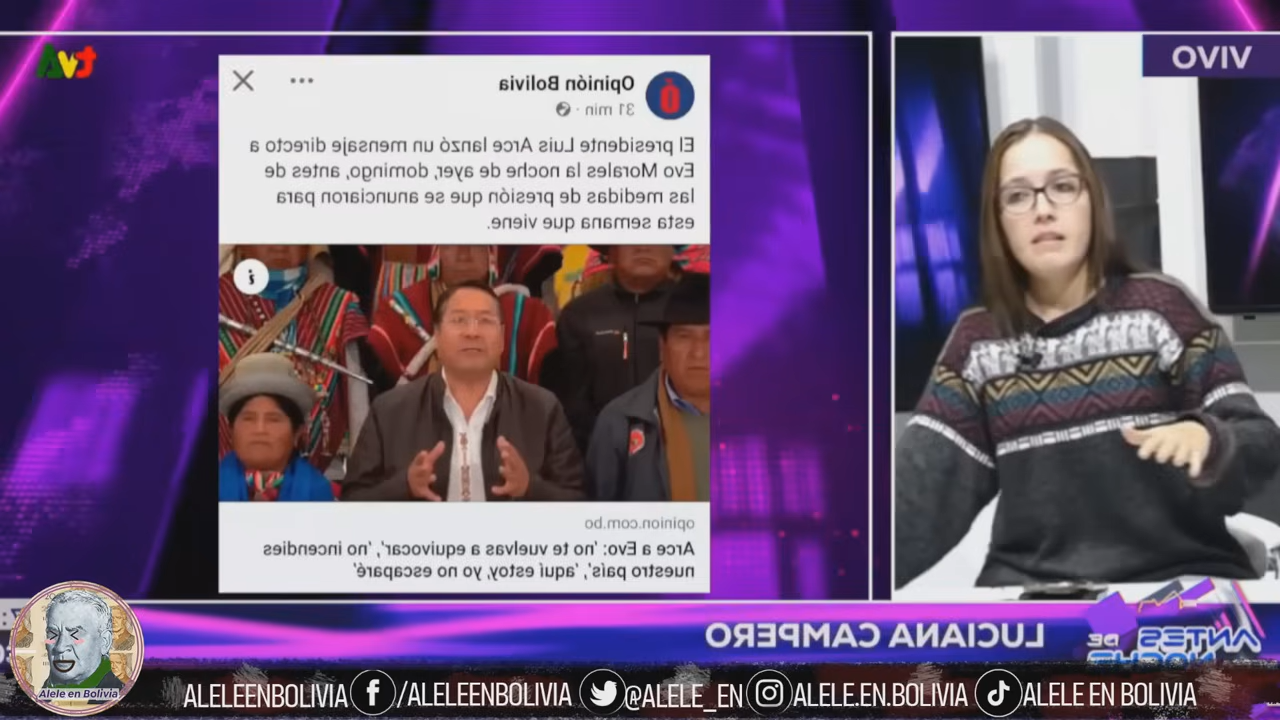 VIVO
Opinión Bolivia
31 min ·
El presidente Luis Arce lanzó un mensaje directo a
Evo Morales la noche de ayer, domingo, antes de
las medidas de presión que se anunciaron para
esta semana que viene.
opinion.com.bo
Arce a Evo: 'no te vuelvas a equivocar', 'no incendies
nuestro país', 'aquí estoy, yo no escaparé'
LUCIANA CAMPERO
ANTES DE
NOCHE
Alele en Bolivia
ALELEENBOLIVIA /ALELEENBOLIVIA @ALELE_EN ALELE.EN.BOLIVIA ALELE EN BOLIVIA